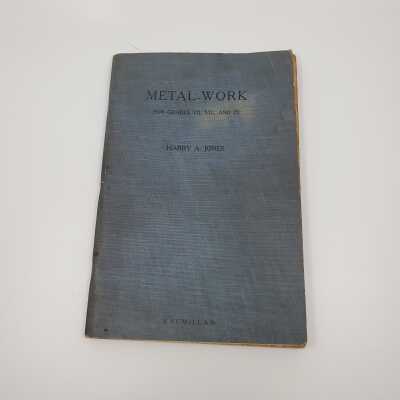 METAL-WORK
FOR GRADES VII, VIII, AND IX
HARRY A. JONES
MACMILLAN